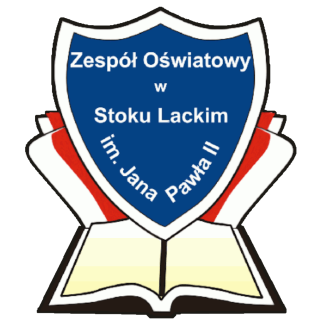 Zespół Oświatowy
w
Stoku Lackim
im. Jana Pawła II